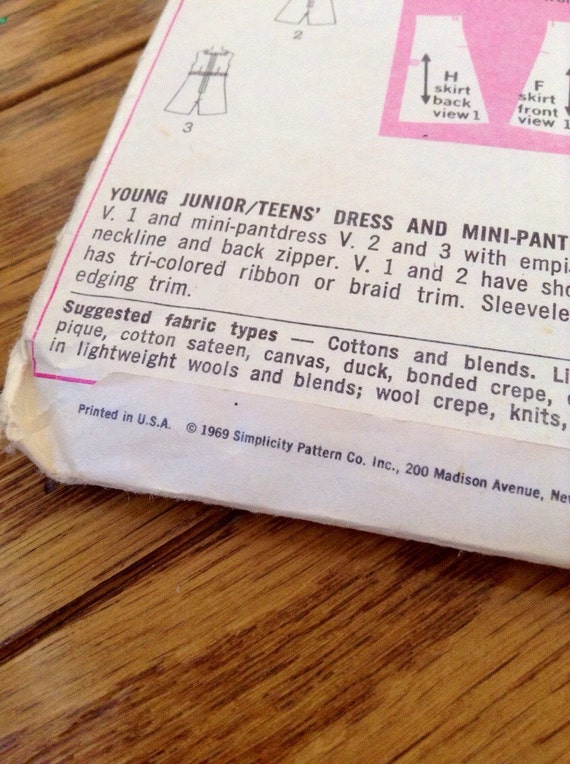 2
3
H
skirt
back
view 1
F
skirt
front
view 1
YOUNG JUNIOR/TEENS' DRESS AND MINI-PANT
V. 1 and mini-pantdress V. 2 and 3 with empi
neckline and back zipper. V. 1 and 2 have sho
has tri-colored ribbon or braid trim. Sleevele
edging trim.
Suggested fabric types — Cottons and blends. Li
pique, cotton sateen, canvas, duck, bonded crepe,
in lightweight wools and blends; wool crepe, knits,
Printed in U.S.A. © 1969 Simplicity Pattern Co. Inc., 200 Madison Avenue, New